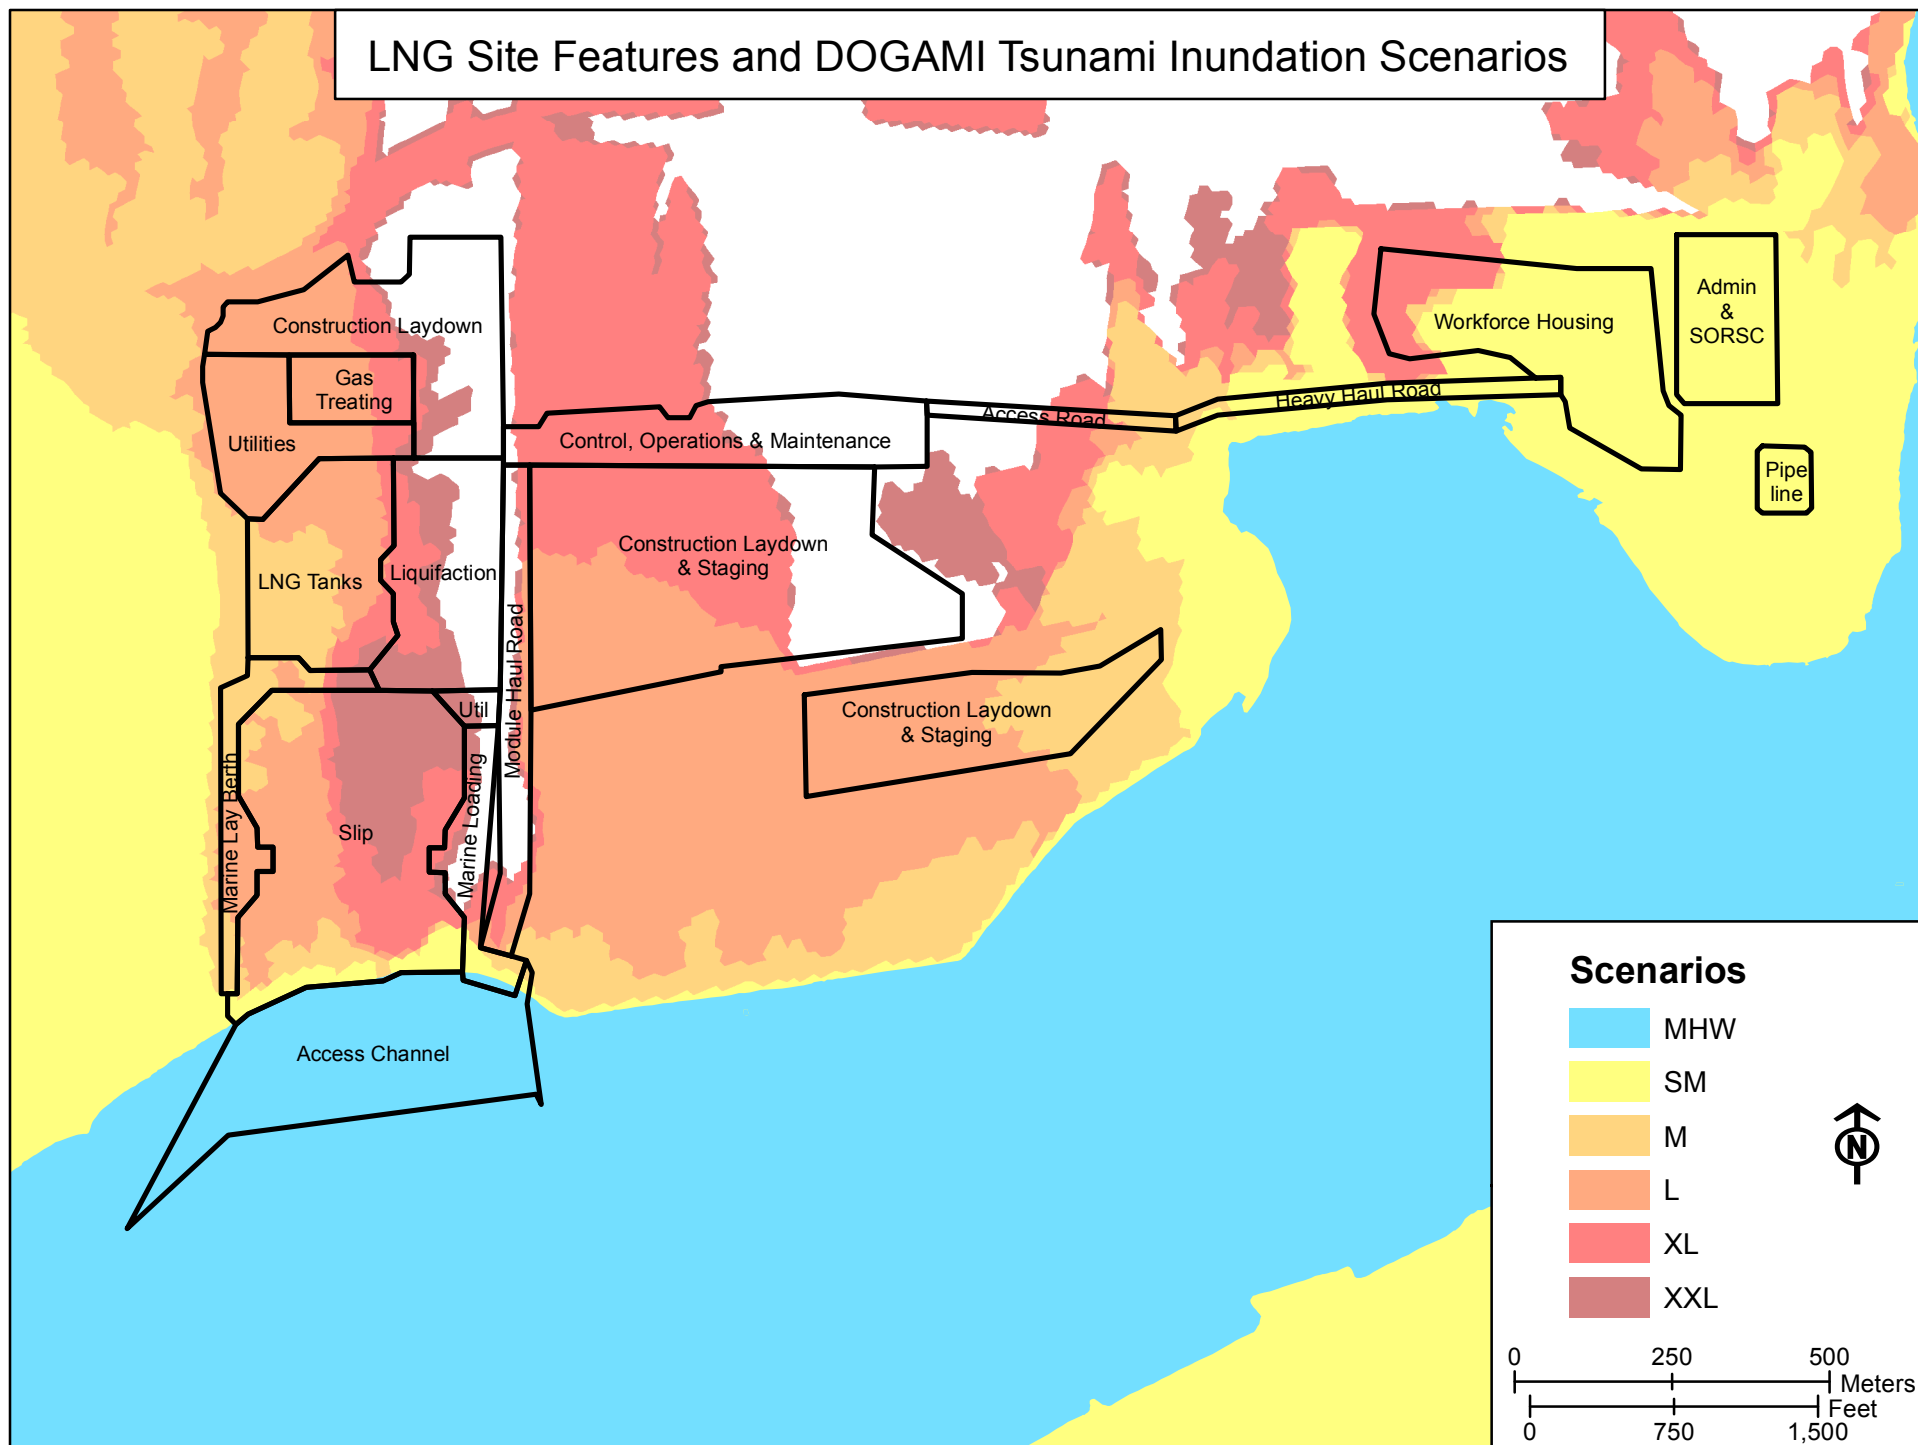 LNG Site Features and DOGAMI Tsunami Inundation Scenarios
Construction Laydown
Gas
Treating
Utilities
Control, Operations & Maintenance
Access Road
Heavy Haul Road
Workforce Housing
Admin
&
SORSC
Pipe
line
LNG Tanks
Liquifaction
Construction Laydown
& Staging
Module Haul Road
Util
Construction Laydown
& Staging
Marine Lay Berth
Slip
Marine Loading
Access Channel
Scenarios
MHW
SM
M
L
XL
XXL
N
0 250 500
Meters
Feet
0 750 1,500